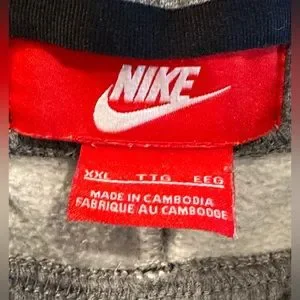 NIKE
XXL TTG EEG
MADE IN CAMBODIA
FABRIQUE AU CAMBODGE